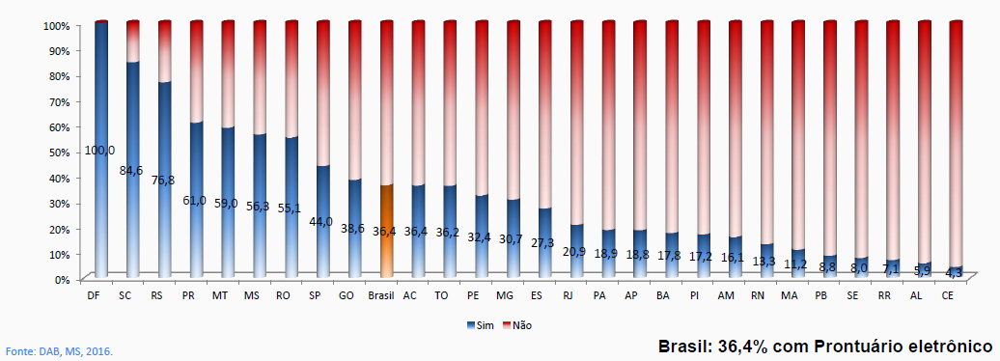 100%
90%
80%
70%
60%
50%
40%
30%
20%
10%
0%
100,0 84,6 76,8 61,0 59,0 56,3 55,1 44,0 38,6 36,4 36,4 36,2 32,4 30,7 27,3 20,9 18,9 18,8 17,8 17,2 16,1 13,3 11,2 8,8 8,0 7,1 5,9 4,3
DF SC RS PR MT MS RO SP GO Brasil AC TO PE MG ES RJ PA AP BA PI AM RN MA PB SE RR AL CE
Sim Não
Fonte: DAB, MS, 2016.
Brasil: 36,4% com Prontuário eletrônico